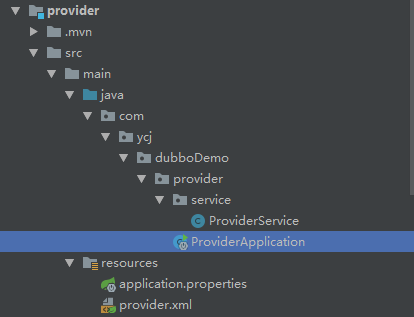 provider
.mvn
src
main
java
com
ycj
dubboDemo
provider
service
ProviderService
ProviderApplication
resources
application.properties
provider.xml